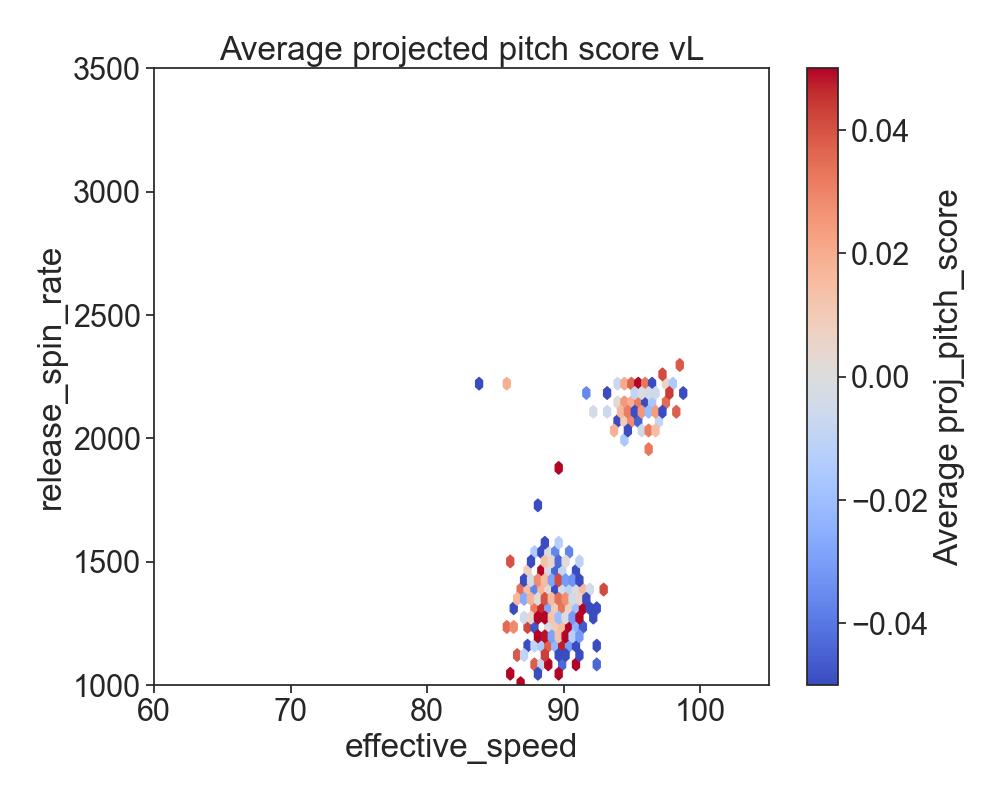 Average projected pitch score vL
release_spin_rate
3500
3000
2500
2000
1500
1000
60 70 80 90 100
effective_speed
0.04
0.02
0.00
−0.02
−0.04
Average proj_pitch_score